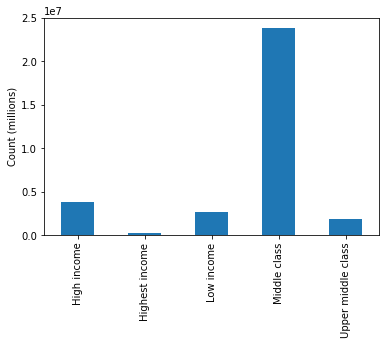 1e7
2.5
2.0
1.5
1.0
0.5
0.0
Count (millions)
High income
Highest income
Low income
Middle class
Upper middle class